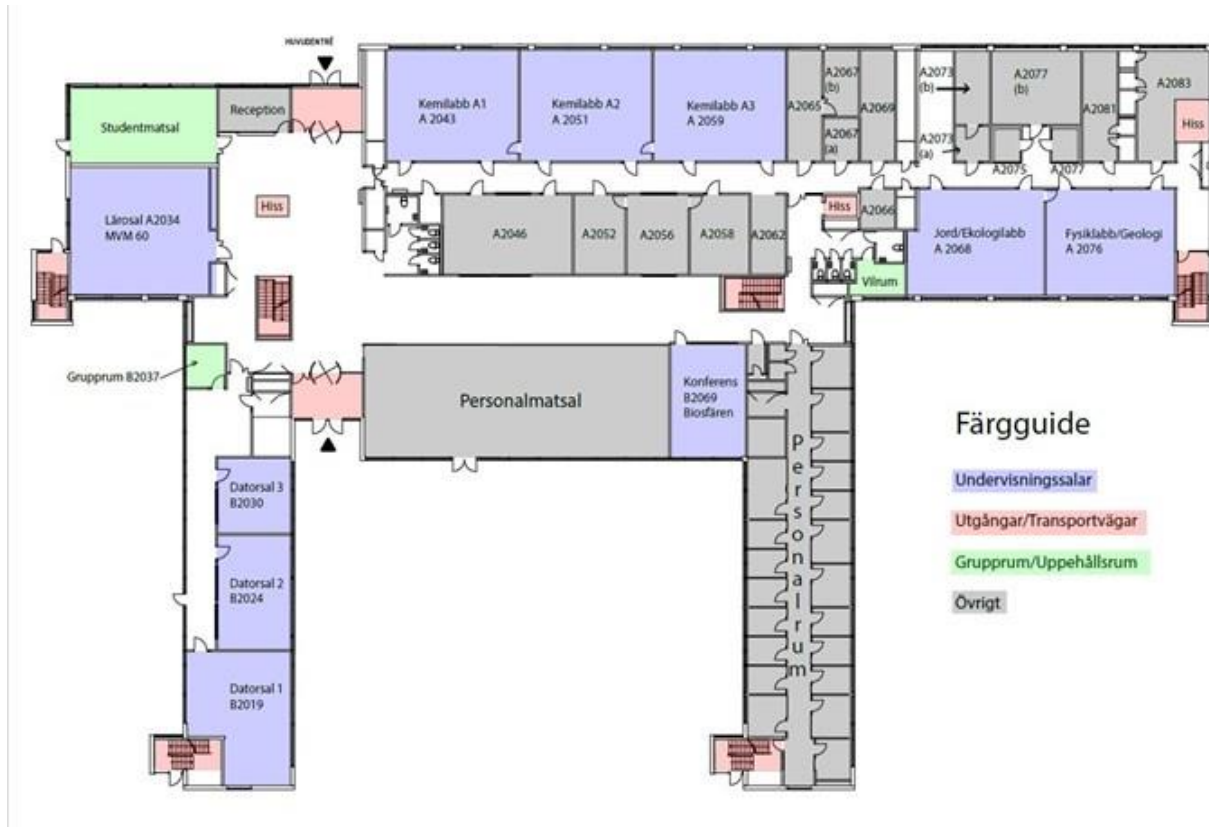 HUVUDENTRÉ
Studentmatsal
Reception
Kemilabb A1
A 2043
Kemilabb A2
A 2051
Kemilabb A3
A 2059
A2065
A2067
(b)
A2067
(a)
A2069
A2073
(b)
A2073
(a)
A2077
(b)
A2081
A2083
Hiss
A2075
A2077
Lärosal A2034
MVM 60
Hiss
A2046
A2052
A2056
A2058
A2062
Hiss
A2066
Vilrum
Jord/Ekologilabb
A 2068
Fysiklabb/Geologi
A 2076
Grupprum B2037
Personalmatsal
Konferens
B2069
Biosfären
Personalrum
Datorsal 3
B2030
Datorsal 2
B2024
Datorsal 1
B2019
Färgguide
Undervisningssalar
Utgångar/Transportvägar
Grupprum/Uppehållsrum
Övrigt